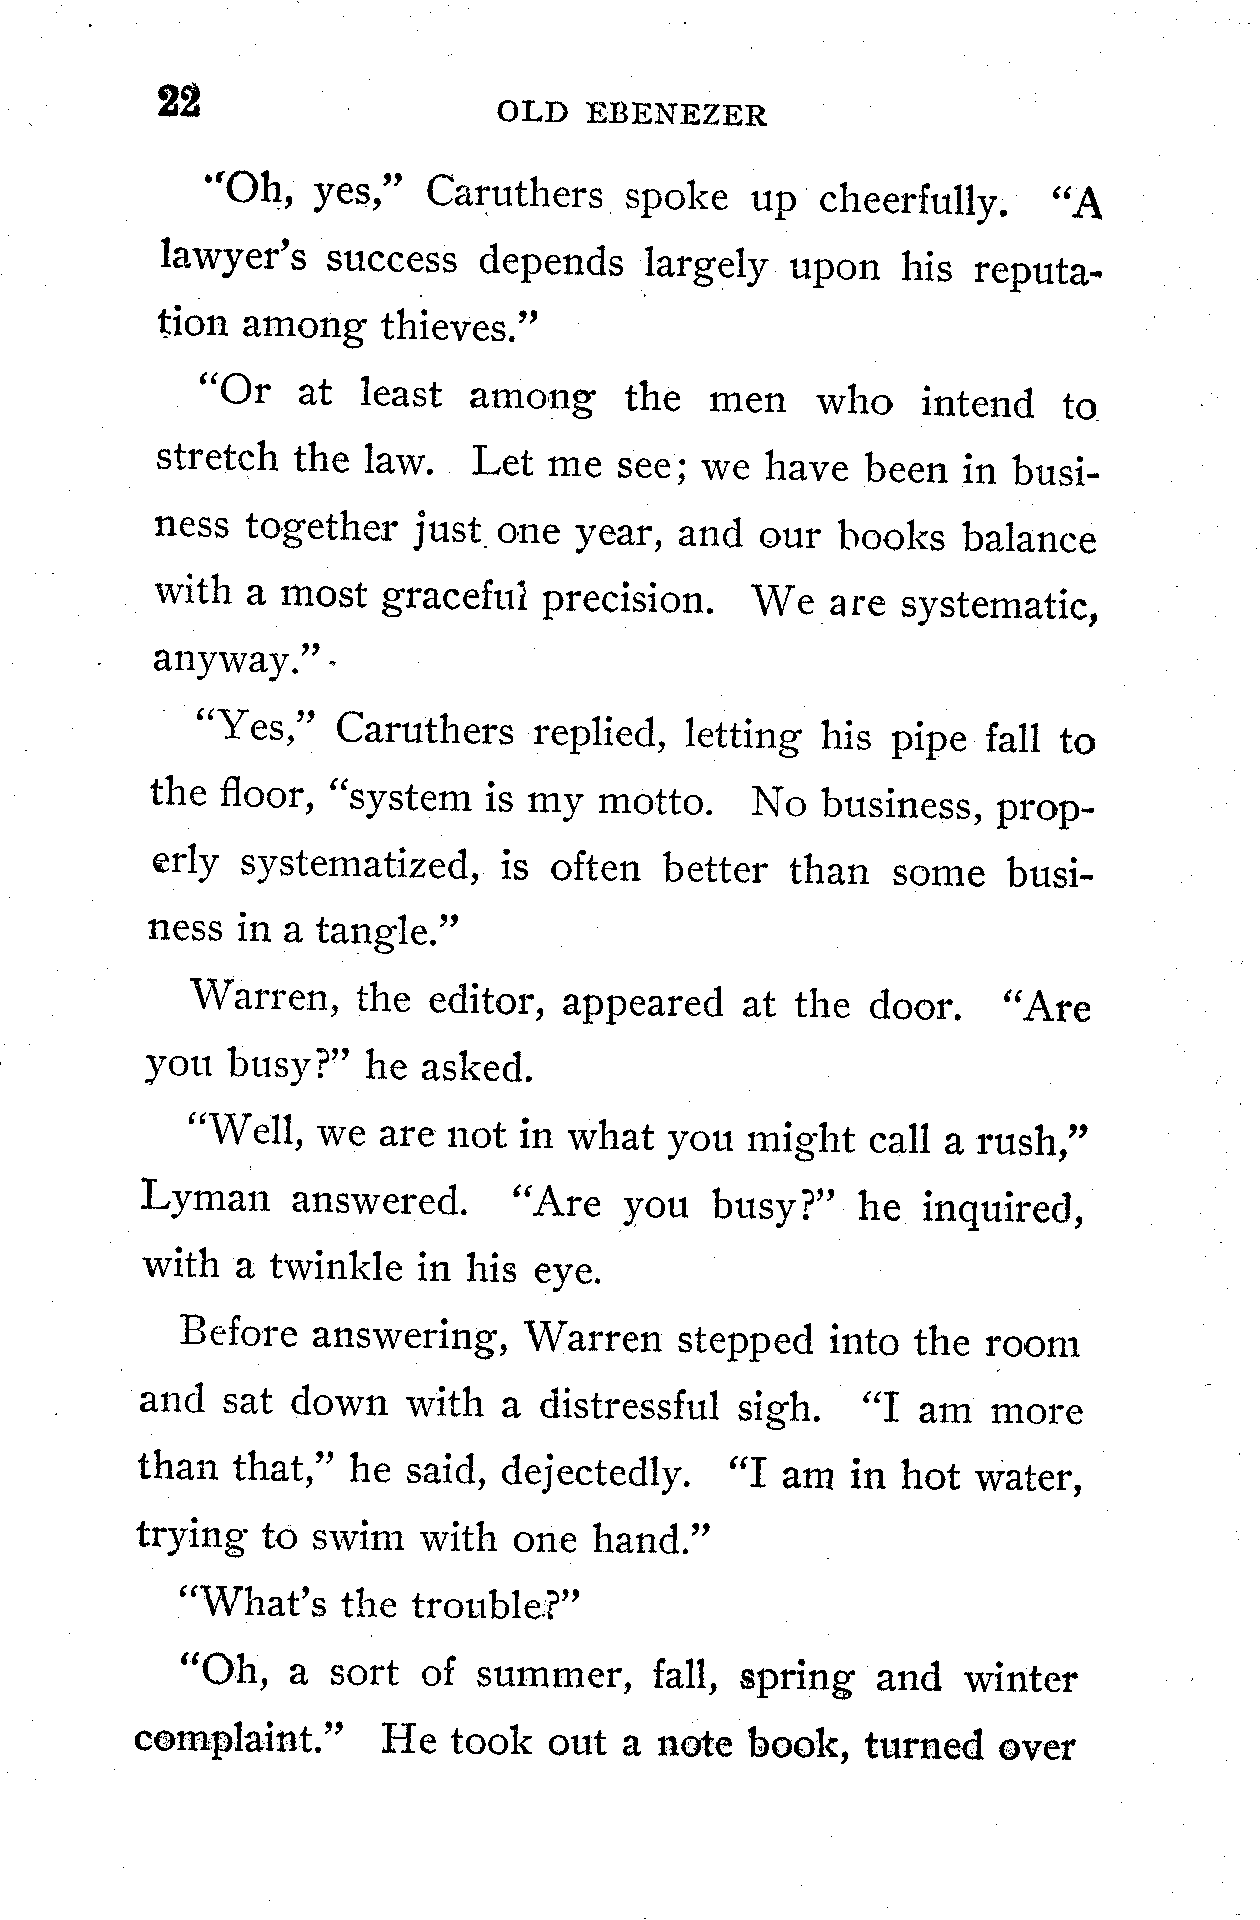 22
OLD EBENEZER
"Oh, yes," Caruthers spoke up cheerfully. "A
lawyer's success depends largely upon his reputa-
tion among thieves."
"Or at least among the men who intend to
stretch the law. Let me see; we have been in busi-
ness together just one year, and our books balance
with a most graceful precision. We are systematic,
anyway."
"Yes," Caruthers replied, letting his pipe fall to
the floor, "system is my motto. No business, prop-
erly systematized, is often better than some busi-
ness in a tangle."
Warren, the editor, appeared at the door. "Are
you busy?" he asked.
"Well, we are not in what you might call a rush,"
Lyman answered. "Are you busy?" he inquired,
with a twinkle in his eye.
Before answering, Warren stepped into the room
and sat down with a distressful sigh. "I am more
than that," he said, dejectedly. "I am in hot water,
trying to swim with one hand."
"What's the trouble?"
"Oh, a sort of summer, fall, spring and winter
complaint." He took out a note book, turned over